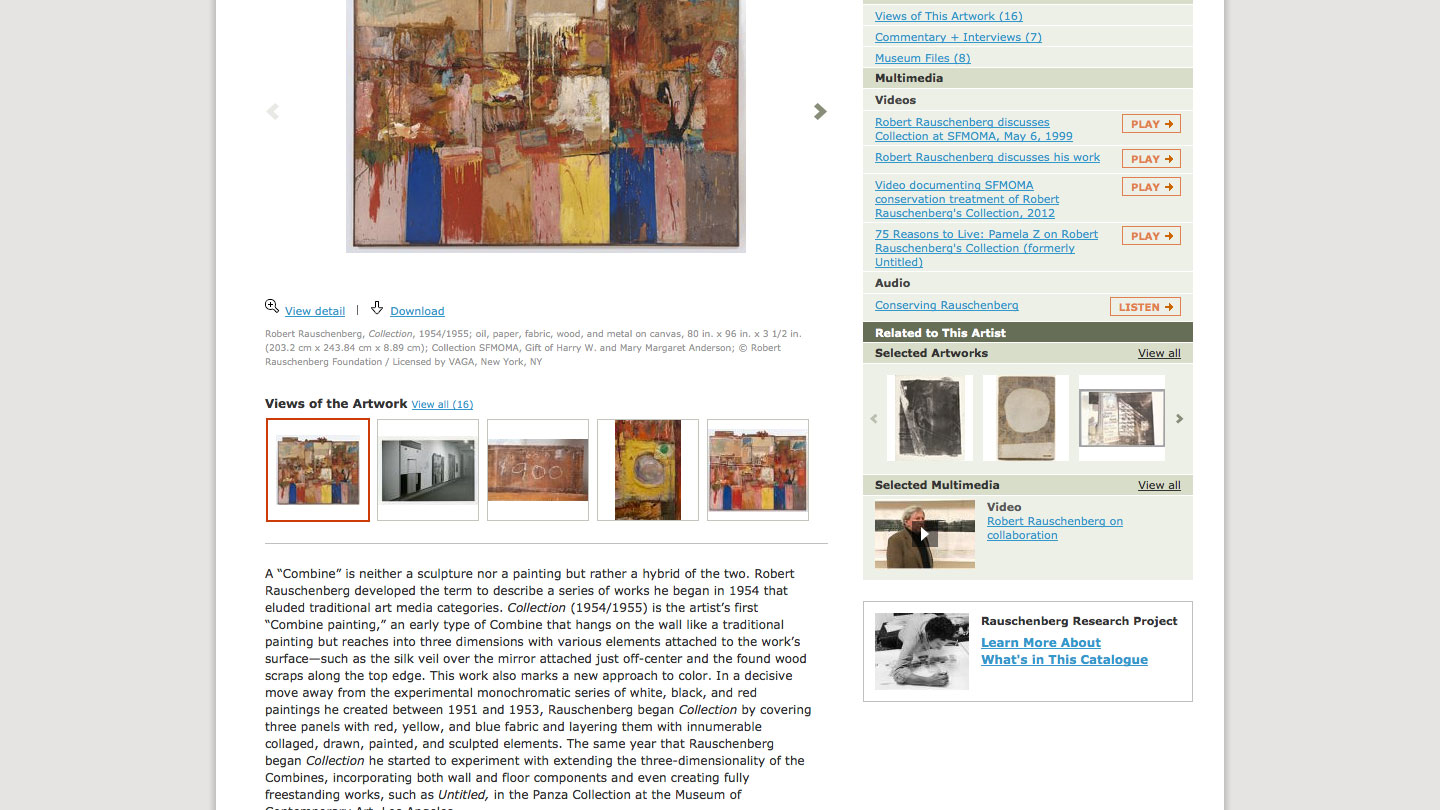 Views of This Artwork (16)
Commentary + Interviews (7)
Museum Files (8)
Multimedia
Videos
Robert Rauschenberg discusses
Collection at SFMOMA, May 6, 1999
PLAY
Robert Rauschenberg discusses his work
PLAY
Video documenting SFMOMA
conservation treatment of Robert
Rauschenberg's Collection, 2012
PLAY
75 Reasons to Live: Pamela Z on Robert
Rauschenberg's Collection (formerly
Untitled)
PLAY
Audio
Conserving Rauschenberg
LISTEN
Related to This Artist
Selected Artworks
View all
Selected Multimedia
View all
Video
Robert Rauschenberg on
collaboration
Rauschenberg Research Project
Learn More About
What's in This Catalogue
View detail | Download
Robert Rauschenberg, Collection, 1954/1955; oil, paper, fabric, wood, and metal on canvas, 80 in. x 96 in. x 3 1/2 in.
(203.2 cm x 243.84 cm x 8.89 cm); Collection SFMOMA, Gift of Harry W. and Mary Margaret Anderson; © Robert
Rauschenberg Foundation / Licensed by VAGA, New York, NY
Views of the Artwork View all (16)
1900
A “Combine” is neither a sculpture nor a painting but rather a hybrid of the two. Robert
Rauschenberg developed the term to describe a series of works he began in 1954 that
eluded traditional art media categories. Collection (1954/1955) is the artist’s first
“Combine painting,” an early type of Combine that hangs on the wall like a traditional
painting but reaches into three dimensions with various elements attached to the work’s
surface—such as the silk veil over the mirror attached just off-center and the found wood
scraps along the top edge. This work also marks a new approach to color. In a decisive
move away from the experimental monochromatic series of white, black, and red
paintings he created between 1951 and 1953, Rauschenberg began Collection by covering
three panels with red, yellow, and blue fabric and layering them with innumerable
collaged, drawn, painted, and sculpted elements. The same year that Rauschenberg
began Collection he started to experiment with extending the three-dimensionality of the
Combines, incorporating both wall and floor components and even creating fully
freestanding works, such as Untitled, in the Panza Collection at the Museum of
Contemporary Art, Los Angeles